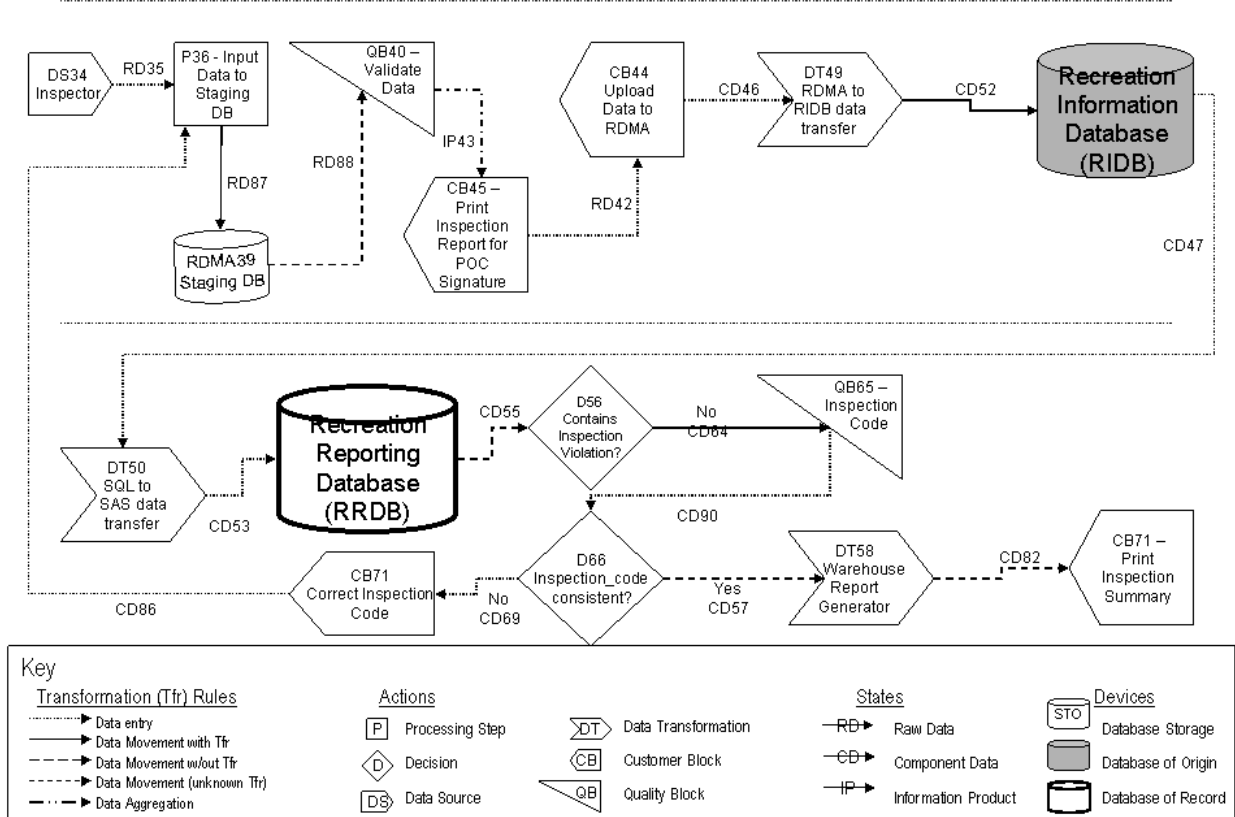 DS34
Inspector
RD35
P36 - Input
Data to
Staging
DB
RD87
RDMA39
Staging DB
RD88
QB40 –
Validate
Data
IP43
CB45 –
Print
Inspection
Report for
POC
Signature
RD42
CB44
Upload
Data to
RDMA
CD46
DT49
RDMA to
RIDB data
transfer
CD52
Recreation
Information
Database
(RIDB)
CD47
DT50
SQL to
SAS data
transfer
CD53
Recreation
Reporting
Database
(RRDB)
CD55
D56
Contains
Inspection
Violation?
No
CD64
QB65 –
Inspection
Code
CD90
D66
Inspection_code
consistent?
No
CD69
CB71
Correct Inspection
Code
CD86
Yes
CD57
DT58
Warehouse
Report
Generator
CD82
CB71 –
Print
Inspection
Summary
Key
Transformation (Tfr) Rules
Data entry
Data Movement with Tfr
Data Movement w/out Tfr
Data Movement (unknown Tfr)
Data Aggregation
Actions
P
Processing Step
D
Decision
DS
Data Source
DT
Data Transformation
CB
Customer Block
QB
Quality Block
States
RD
Raw Data
CD
Component Data
IP
Information Product
Devices
STO
Database Storage
Database of Origin
Database of Record